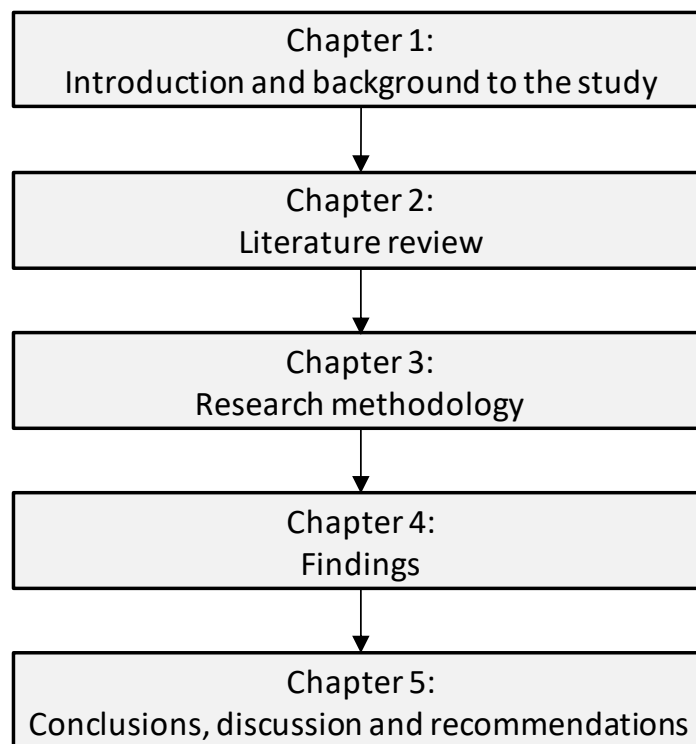 Chapter 1:
Introduction and background to the study
Chapter 2:
Literature review
Chapter 3:
Research methodology
Chapter 4:
Findings
Chapter 5:
Conclusions, discussion and recommendations